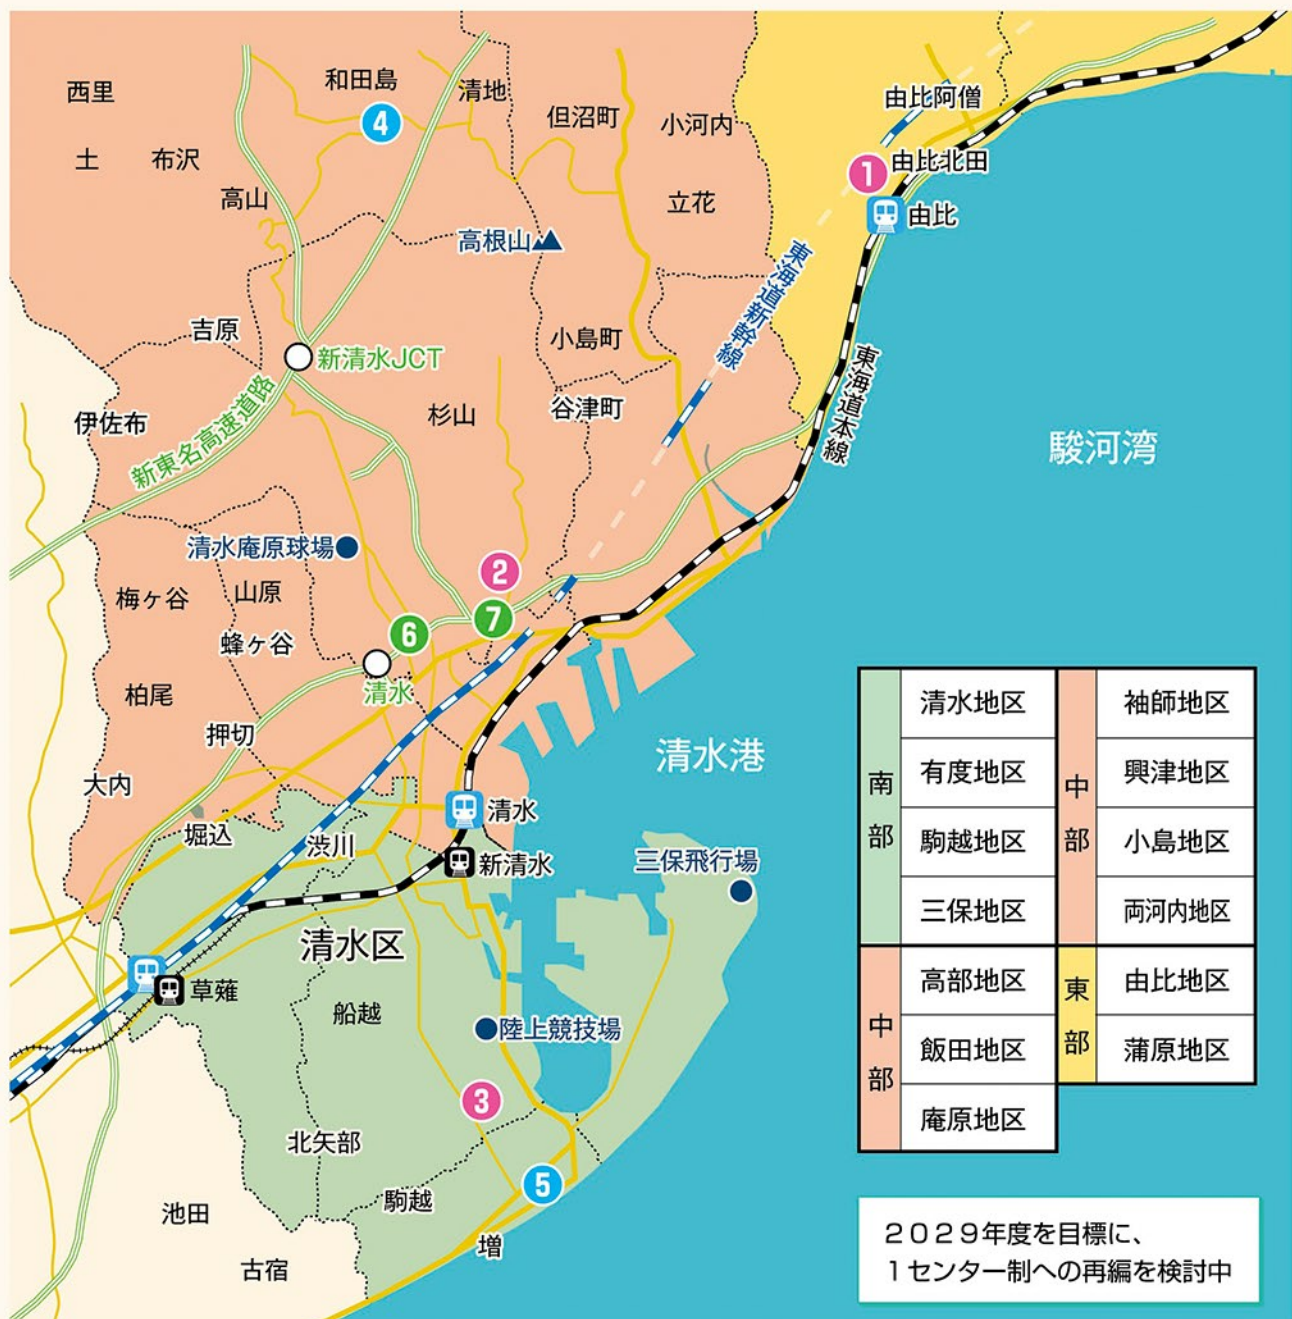 和田島
清地
西里
但沼町
小河内
由比阿僧
4
土
布沢
高山
立花
1
由比北田
由比
高根山
東海道新幹線
吉原
小島町
新清水JCT
東海道本線
伊佐布
新東名高速道路
杉山
谷津町
駿河湾
清水庵原球場
梅ヶ谷
山原
2
7
6
蜂ヶ谷
清水
柏尾
押切
清水港
大内
堀込
渋川
清水
新清水
三保飛行場
清水区
草薙
船越
陸上競技場
3
北矢部
5
駒越
池田
増
古宿
南部
清水地区
有度地区
駒越地区
三保地区
中部
高部地区
飯田地区
庵原地区
中部
袖師地区
興津地区
小島地区
両河内地区
東部
由比地区
蒲原地区
2029年度を目標に、
1センター制への再編を検討中